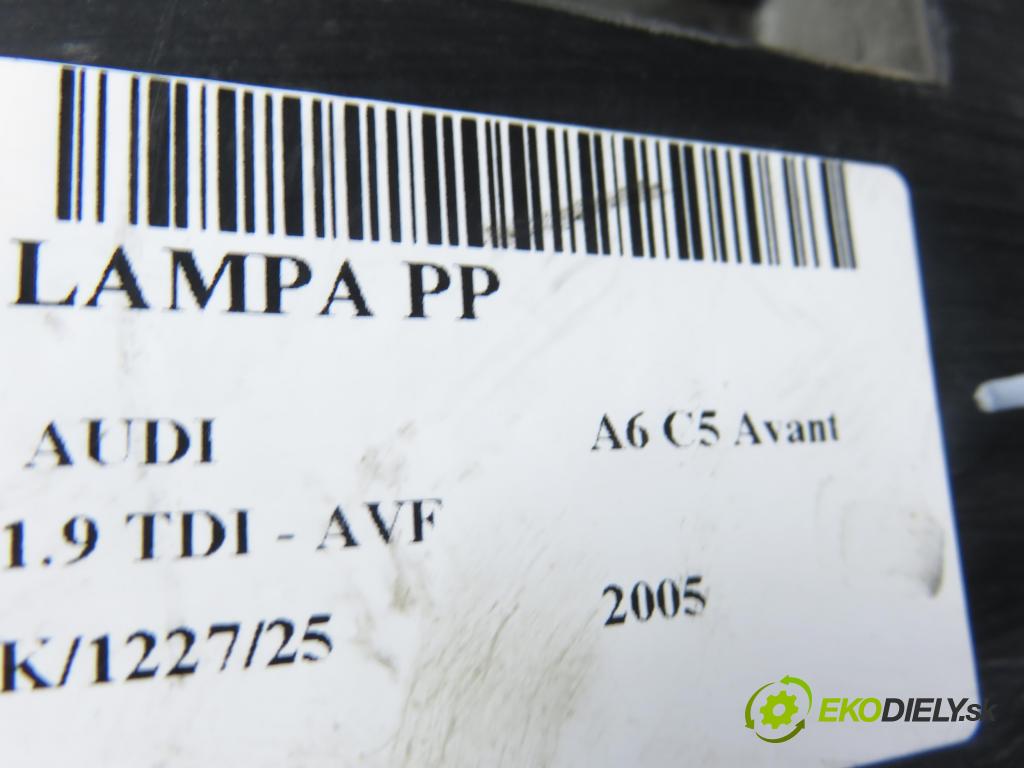 LAMPA PP
AUDI A6 C5 Avant
1.9 TDI - AVF
K/1227/25 2005
EKODIELY.sk